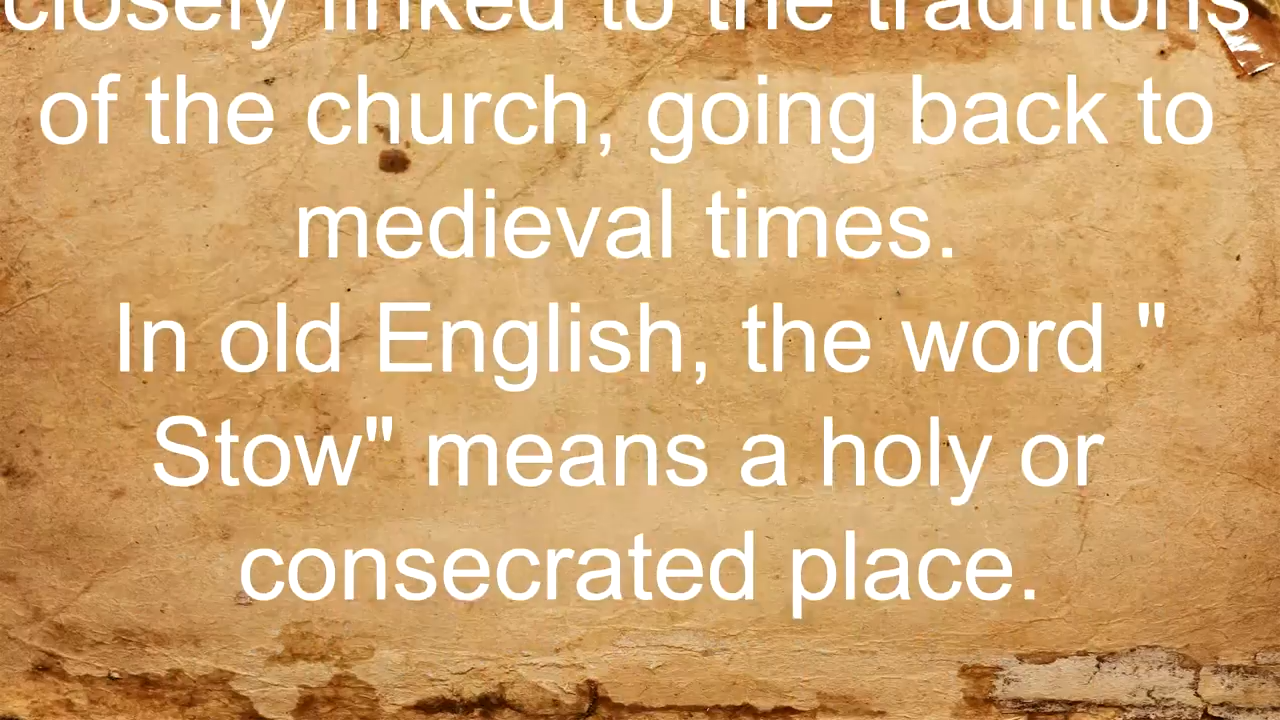 closely linked to the traditions
of the church, going back to
medieval times.
In old English, the word "
Stow" means a holy or
consecrated place.